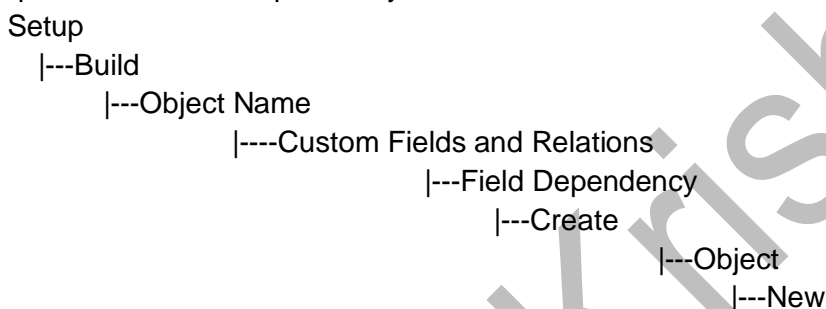 Setup
|---Build
|---Object Name
|----Custom Fields and Relations
|---Field Dependency
|---Create
|---Object
|---New